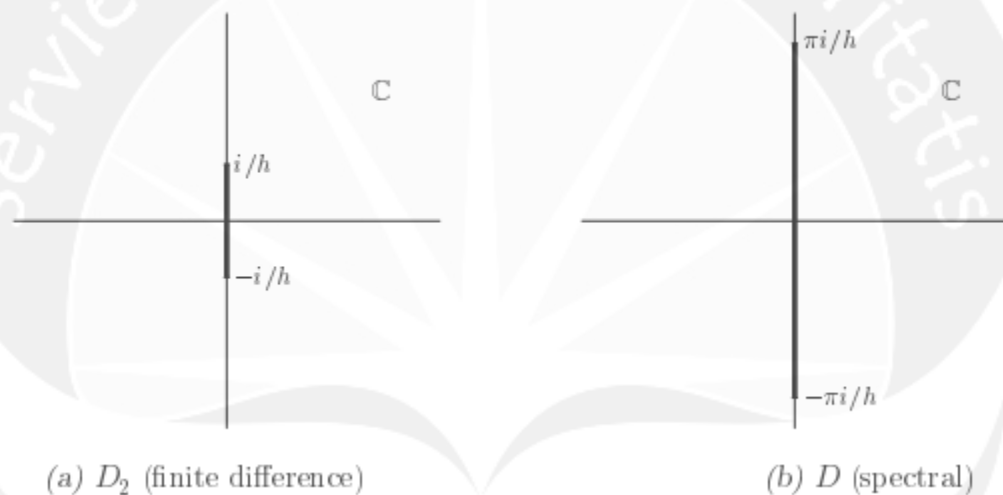 πi/h
ℂ
ℂ
i/h
−i/h
−πi/h
(a) D₂ (finite difference)
(b) D (spectral)